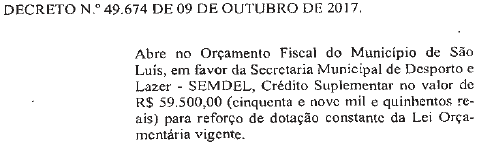 DECRETO N.º 49.674 DE 09 DE OUTUBRO DE 2017.
Abre no Orçamento Fiscal do Município de São
Luís, em favor da Secretaria Municipal de Desporto e
Lazer - SEMDEL, Crédito Suplementar no valor de
R$ 59.500,00 (cinquenta e nove mil e quinhentos re-
ais) para reforço de dotação constante da Lei Orça-
mentária vigente.